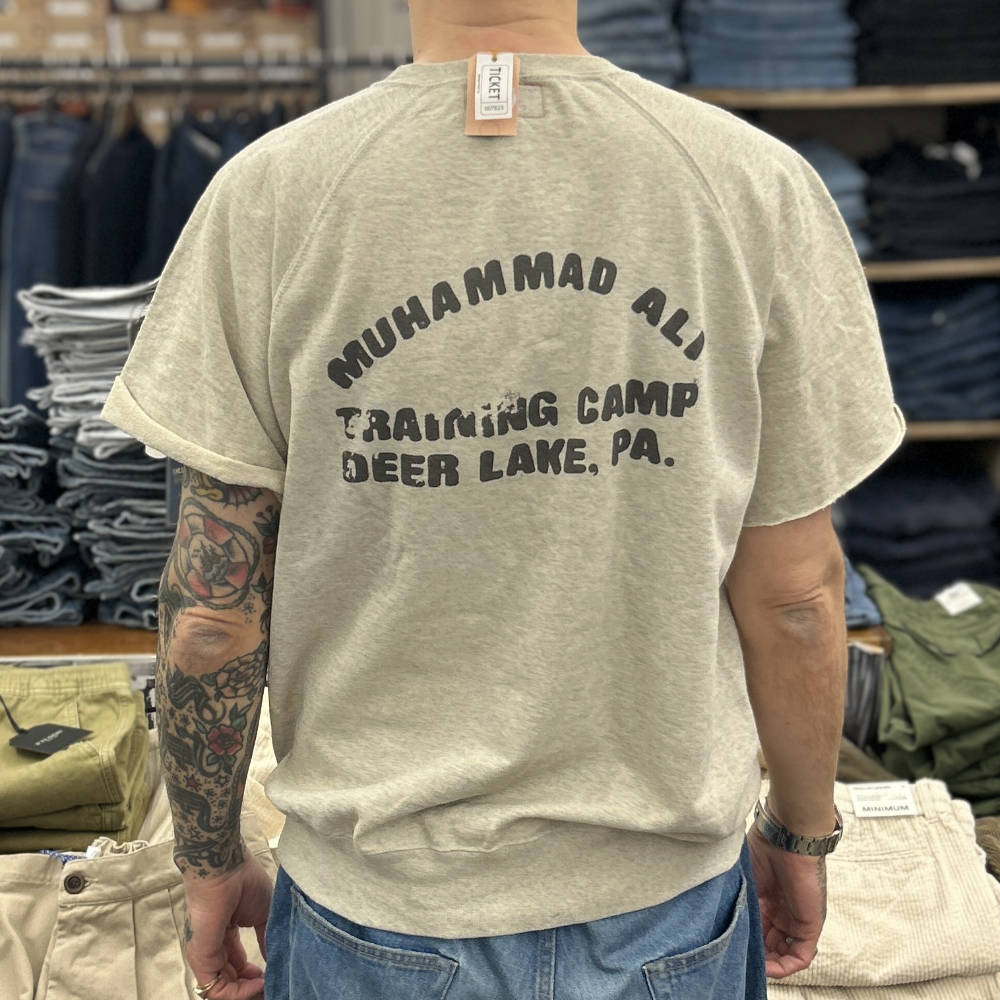 TICKET
MUHAMMAD ALI
TRAINING CAMP
DEER LAKE, PA.
MINIMUM